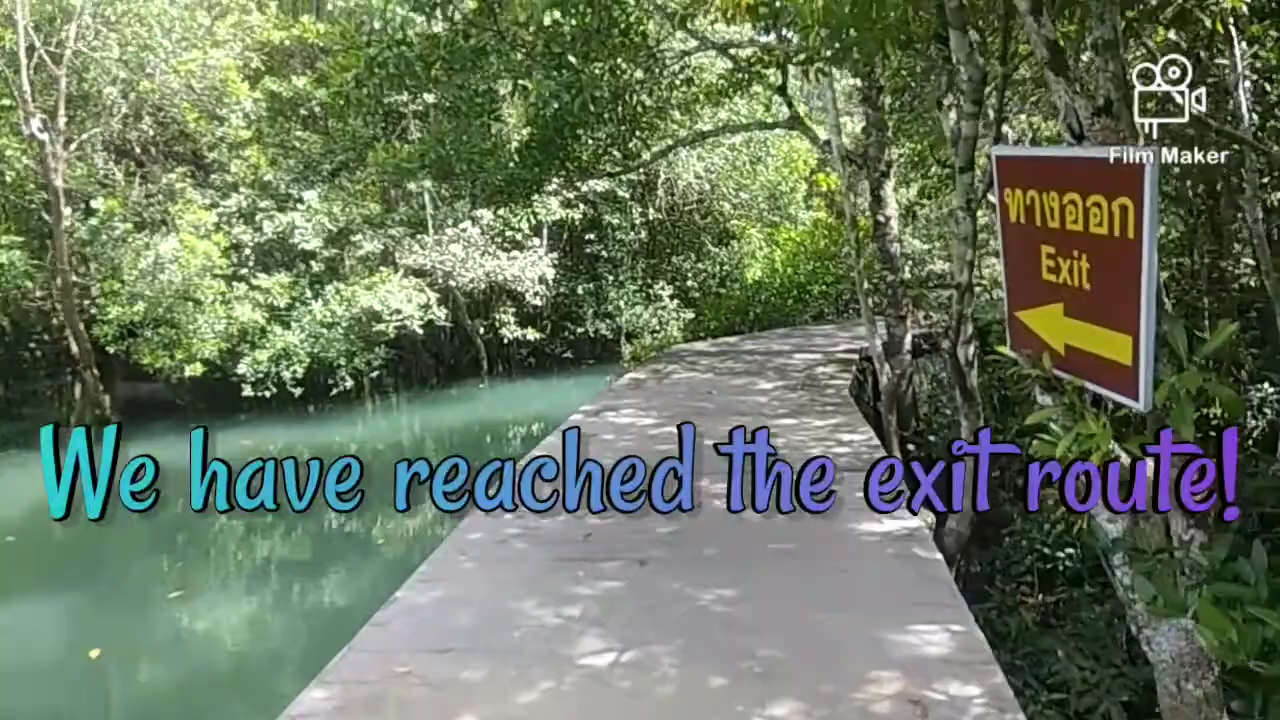 Film Maker
ทางออก
Exit
We have reached the exit route!